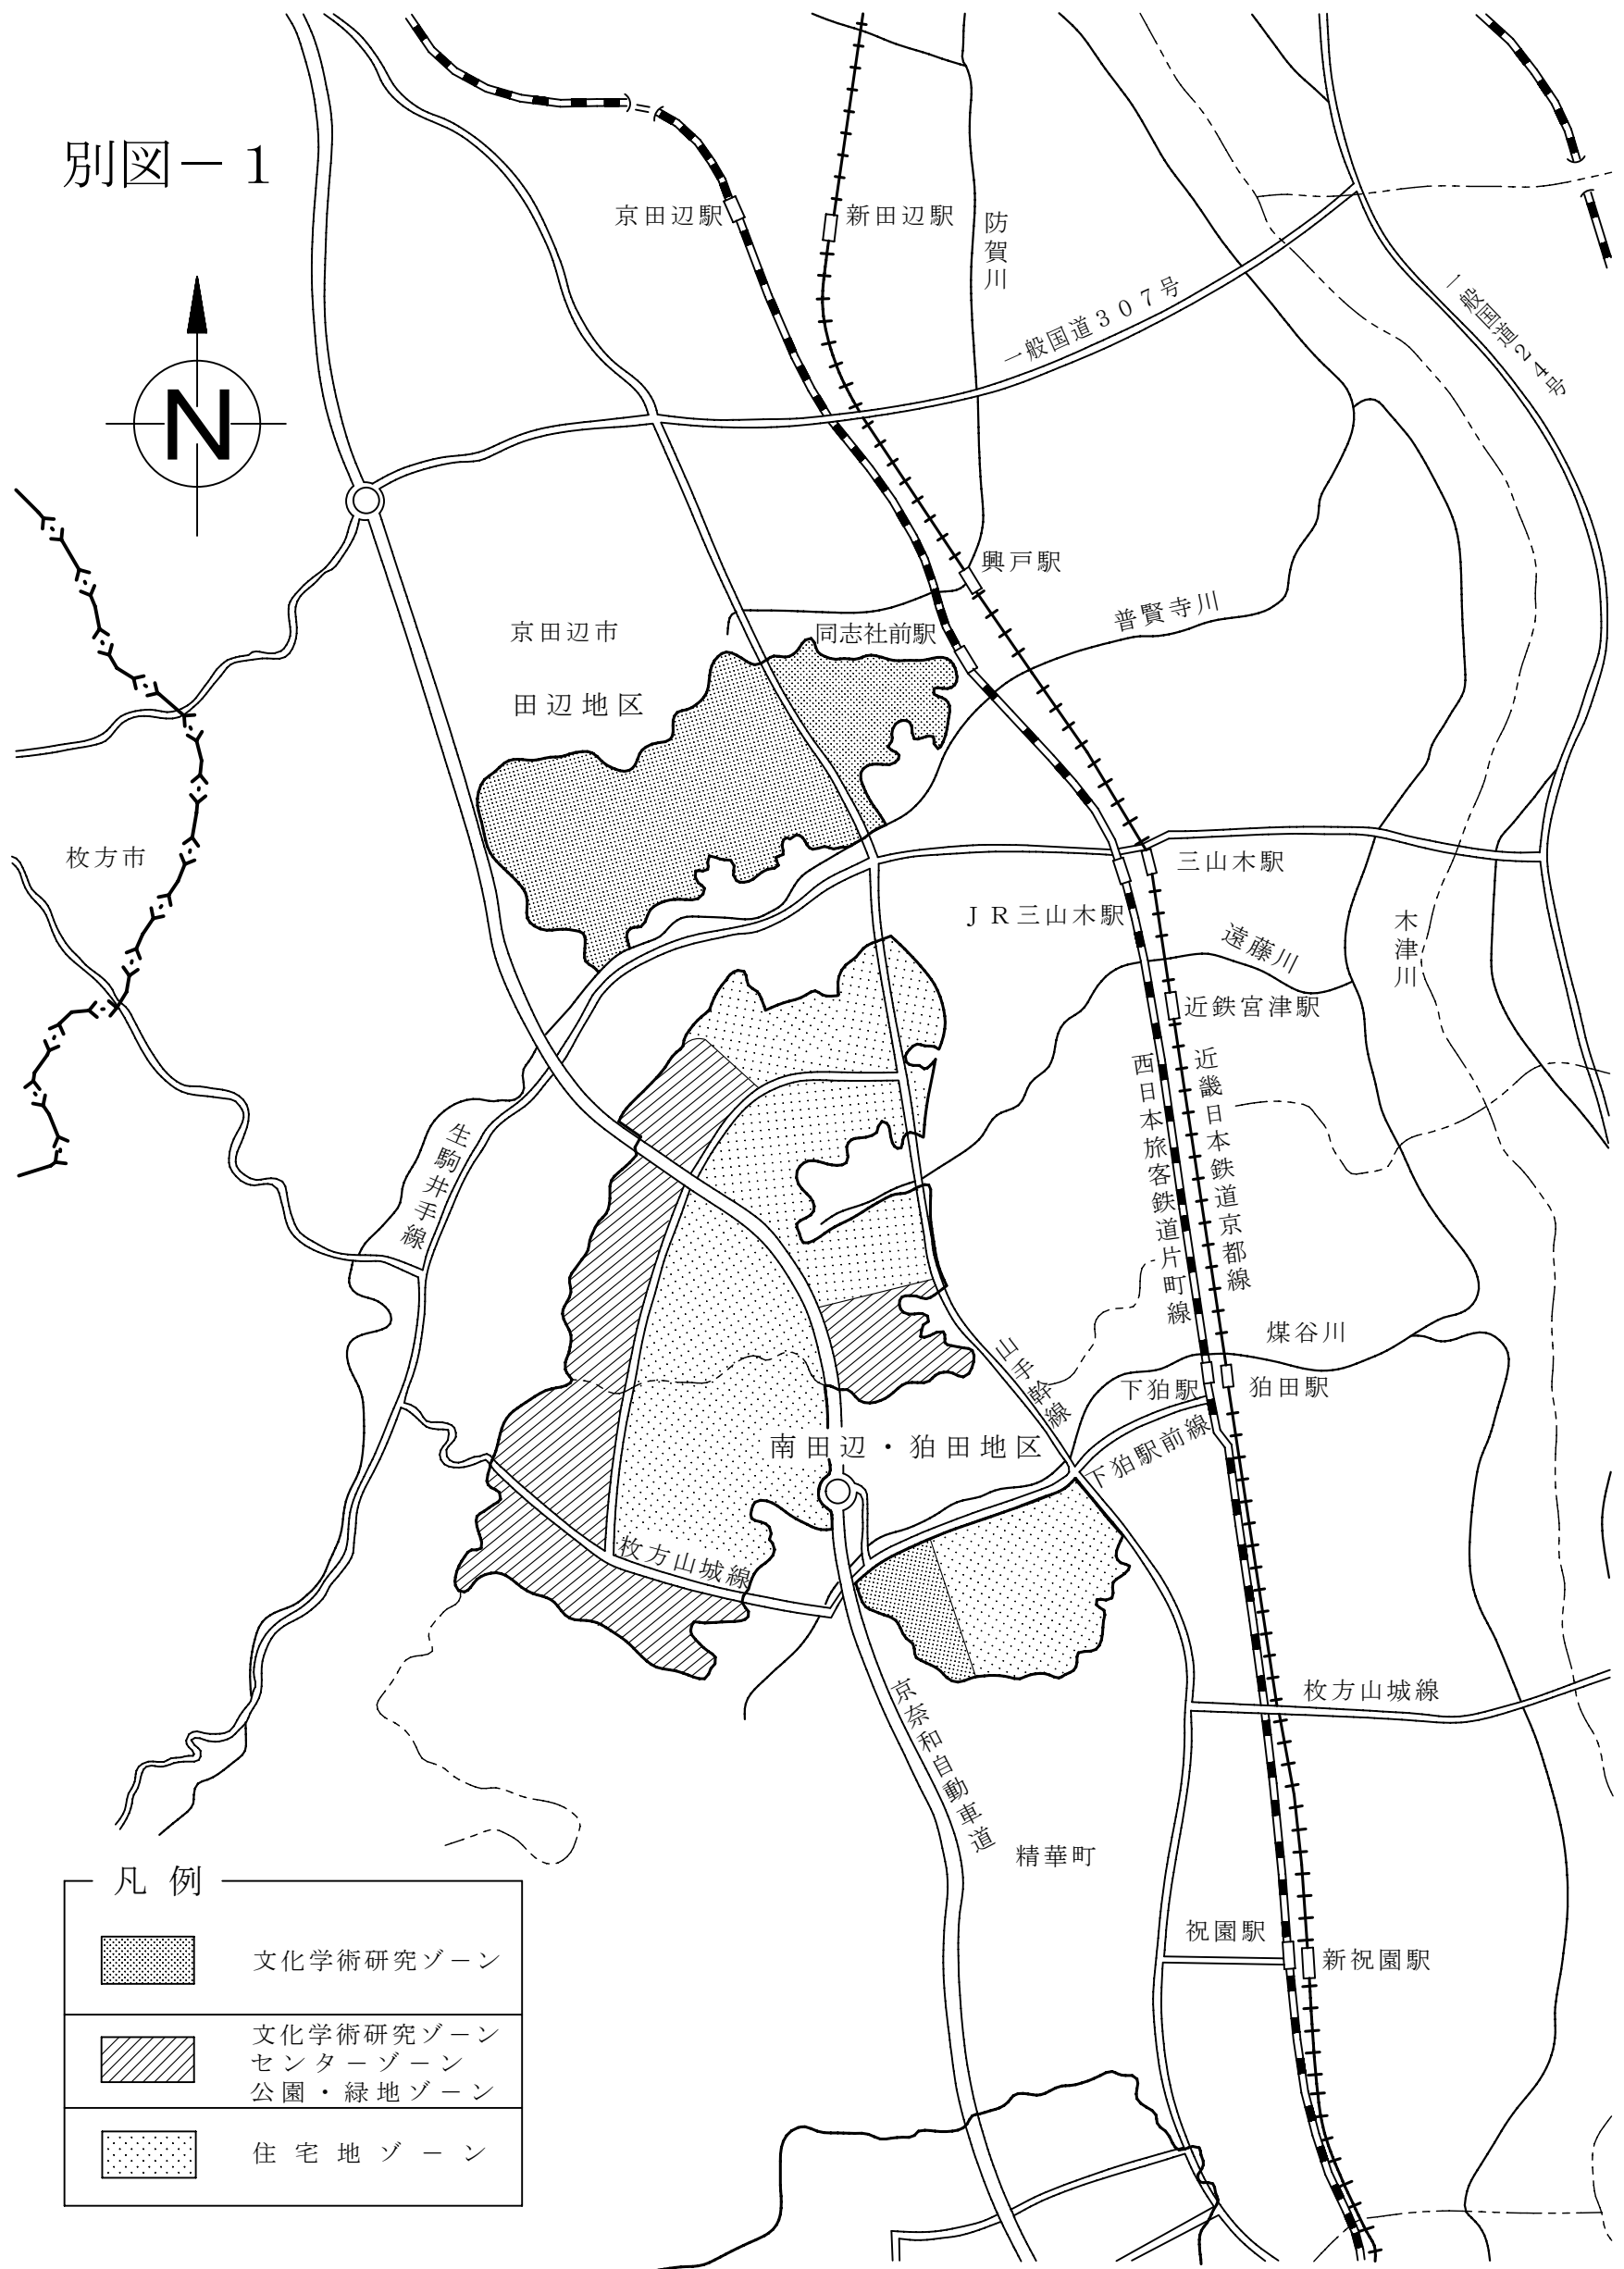 別図－1
京田辺駅
新田辺駅
防賀川
一般国道３０７号
一般国道２４号
N
興戸駅
普賢寺川
京田辺市
同志社前駅
田辺地区
枚方市
三山木駅
ＪＲ三山木駅
遠藤川
木津川
近鉄宮津駅
西日本旅客鉄道片町線
近畿日本鉄道京都線
生駒井手線
山手幹線
煤谷川
下狛駅
狛田駅
南田辺・狛田地区
下狛駅前線
枚方山城線
枚方山城線
京奈和自動車道
精華町
祝園駅
新祝園駅
凡例
文化学術研究ゾーン
文化学術研究ゾーン
センターゾーン
公園・緑地ゾーン
住宅地ゾーン